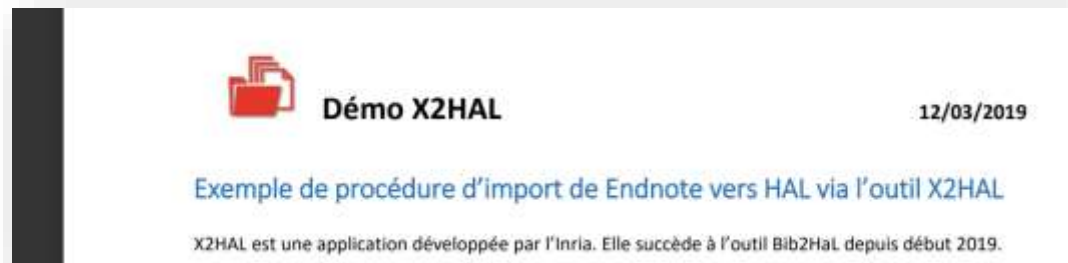 Démo X2HAL 12/03/2019
Exemple de procédure d'import de Endnote vers HAL via l'outil X2HAL
X2HAL est une application développée par l'Inria. Elle succède à l'outil Bib2HaL depuis début 2019.